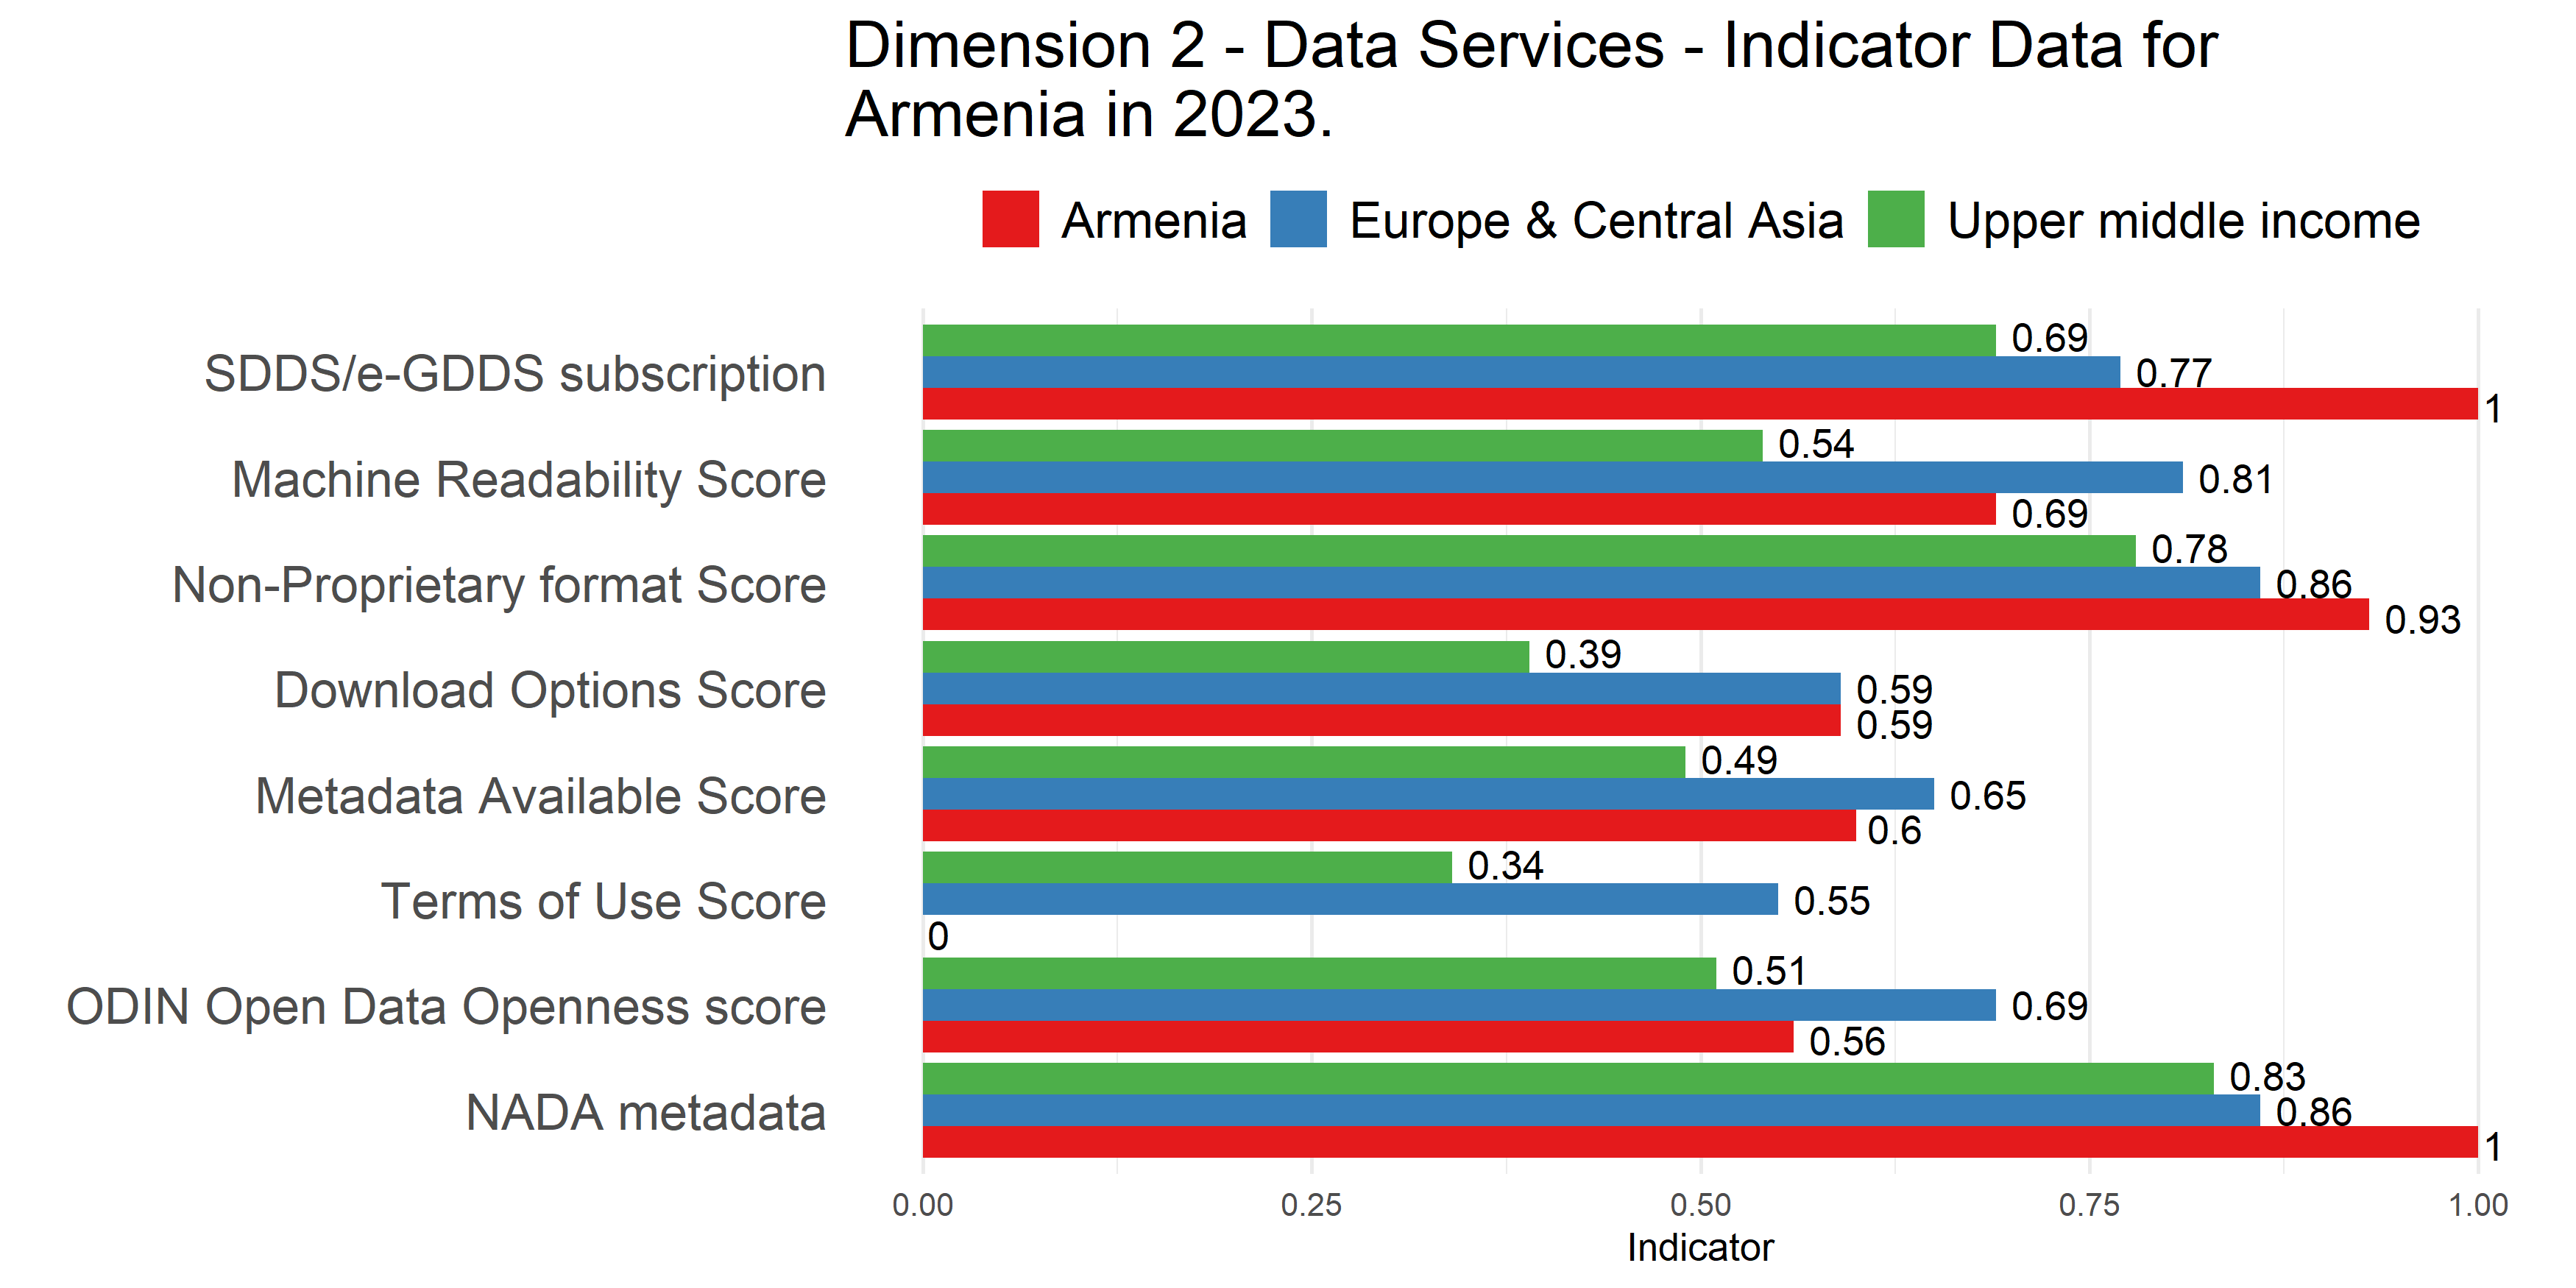 Dimension 2 - Data Services - Indicator Data for
Armenia in 2023.
Armenia Europe & Central Asia Upper middle income
SDDS/e-GDDS subscription
0.69
0.77
1
Machine Readability Score
0.54
0.81
0.69
Non-Proprietary format Score
0.78
0.86
0.93
Download Options Score
0.39
0.59
0.59
Metadata Available Score
0.49
0.65
0.6
Terms of Use Score
0.34
0.55
0
ODIN Open Data Openness score
0.51
0.69
0.56
NADA metadata
0.83
0.86
1
0.00 0.25 0.50 0.75 1.00
Indicator